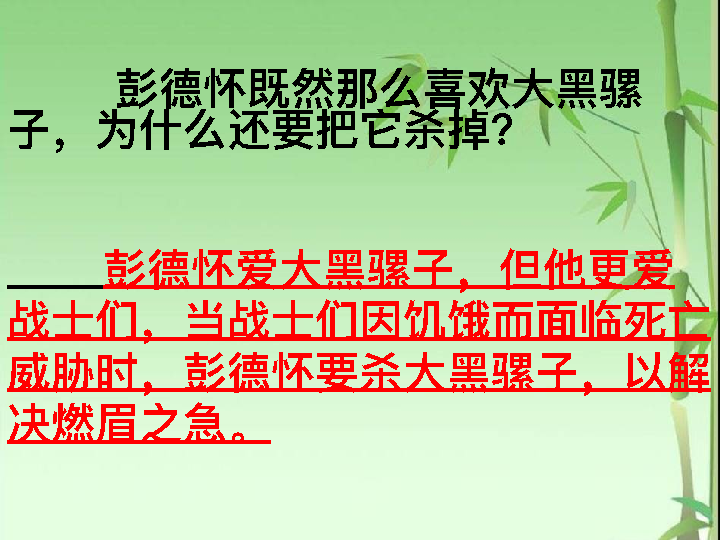 彭德怀既然那么喜欢大黑骡
子，为什么还要把它杀掉？
彭德怀爱大黑骡子，但他更爱
战士们，当战士们因饥饿而面临死亡
威胁时，彭德怀要杀大黑骡子，以解
决燃眉之急。